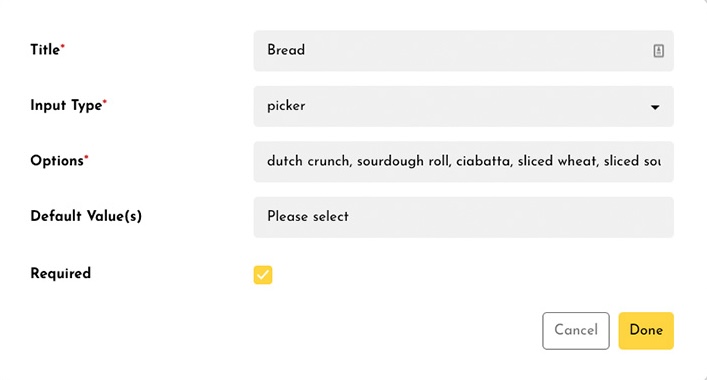 Title*
Bread
Input Type*
picker
Options*
dutch crunch, sourdough roll, ciabatta, sliced wheat, sliced
Default Value(s)
Please select
Required
Cancel
Done